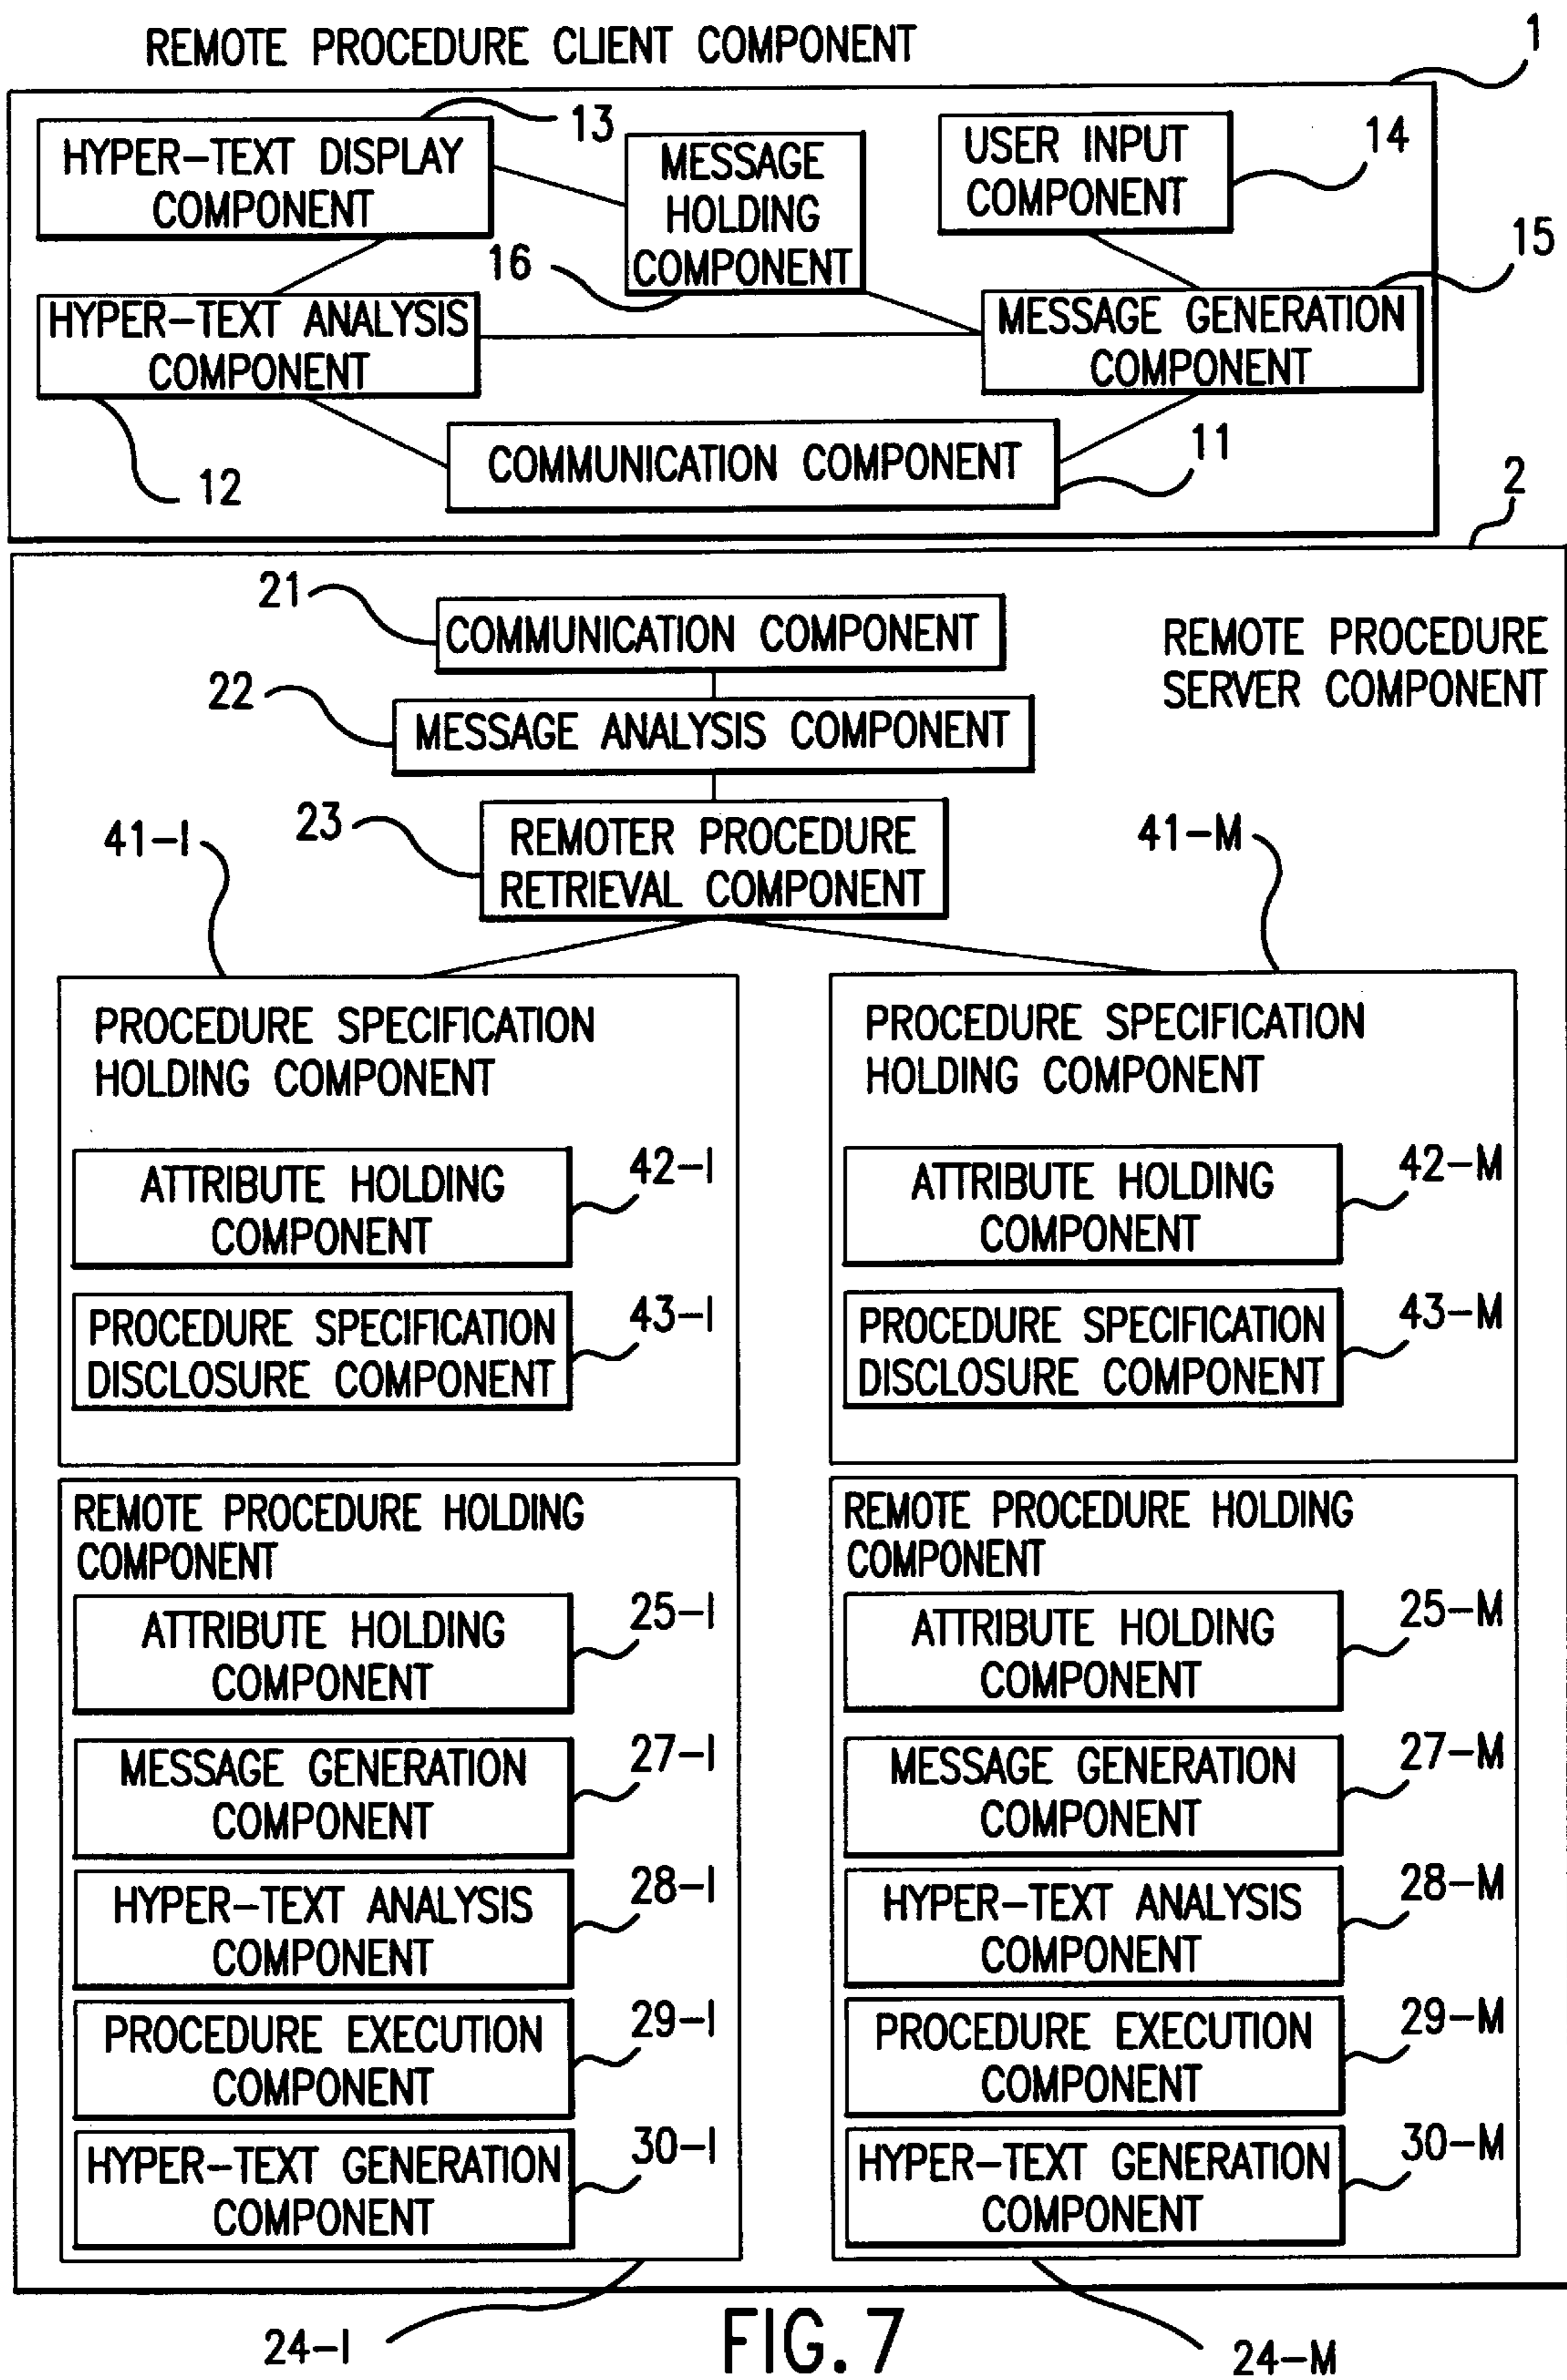 REMOTE PROCEDURE CLIENT COMPONENT
1
HYPER-TEXT DISPLAY
COMPONENT
13
MESSAGE
HOLDING
COMPONENT
16
USER INPUT
COMPONENT
14
15
HYPER-TEXT ANALYSIS
COMPONENT
12
MESSAGE GENERATION
COMPONENT
COMMUNICATION COMPONENT
11
2
21
COMMUNICATION COMPONENT
REMOTE PROCEDURE
SERVER COMPONENT
22
MESSAGE ANALYSIS COMPONENT
23
REMOTER PROCEDURE
RETRIEVAL COMPONENT
41-I
41-M
PROCEDURE SPECIFICATION
HOLDING COMPONENT
ATTRIBUTE HOLDING
COMPONENT
42-I
PROCEDURE SPECIFICATION
DISCLOSURE COMPONENT
43-I
PROCEDURE SPECIFICATION
HOLDING COMPONENT
ATTRIBUTE HOLDING
COMPONENT
42-M
PROCEDURE SPECIFICATION
DISCLOSURE COMPONENT
43-M
REMOTE PROCEDURE HOLDING
COMPONENT
ATTRIBUTE HOLDING
COMPONENT
25-I
MESSAGE GENERATION
COMPONENT
27-I
HYPER-TEXT ANALYSIS
COMPONENT
28-I
PROCEDURE EXECUTION
COMPONENT
29-I
HYPER-TEXT GENERATION
COMPONENT
30-I
REMOTE PROCEDURE HOLDING
COMPONENT
ATTRIBUTE HOLDING
COMPONENT
25-M
MESSAGE GENERATION
COMPONENT
27-M
HYPER-TEXT ANALYSIS
COMPONENT
28-M
PROCEDURE EXECUTION
COMPONENT
29-M
HYPER-TEXT GENERATION
COMPONENT
30-M
24-I
FIG. 7
24-M